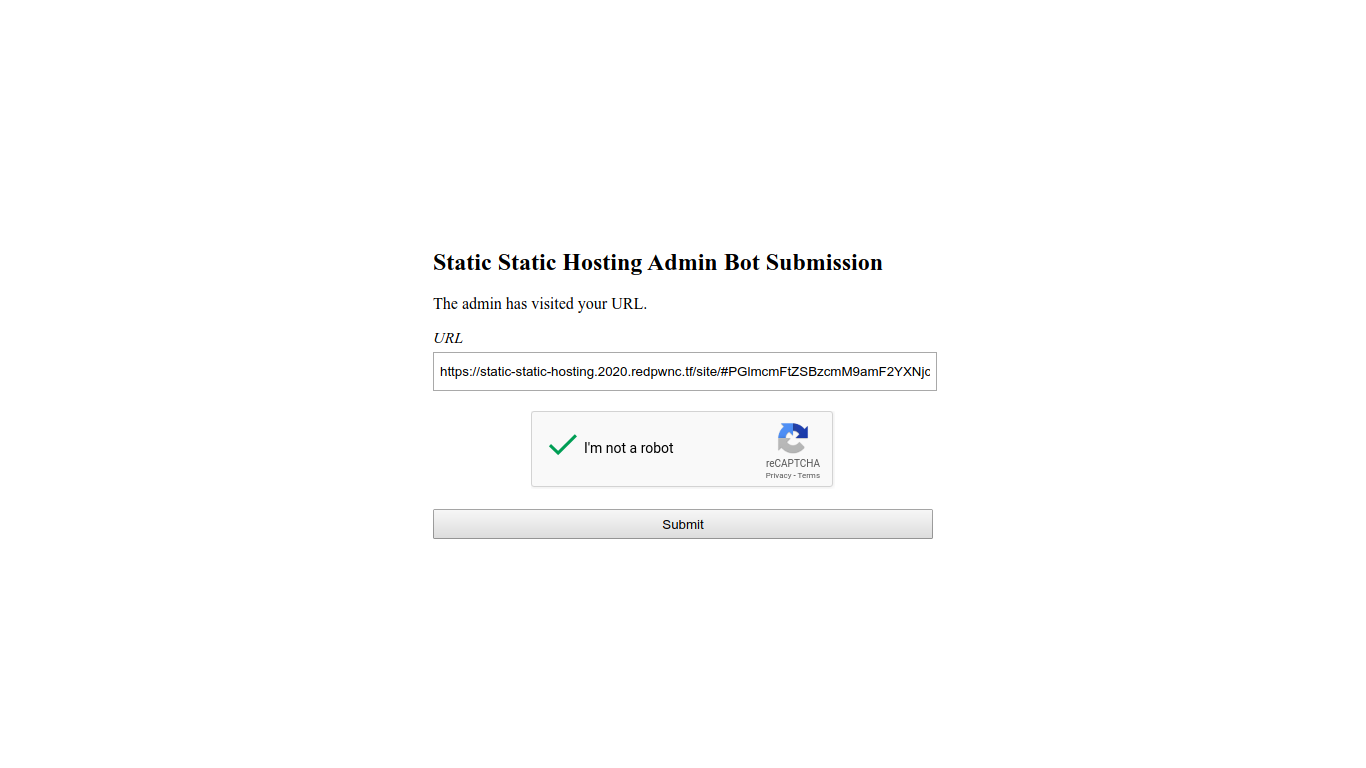 Static Static Hosting Admin Bot Submission
The admin has visited your URL.
URL
https://static-static-hosting.2020.redpwnc.tf/site/#PGlmcmFtZSBzcmM9amF2YXNjc
I'm not a robot
reCAPTCHA
Privacy - Terms
Submit